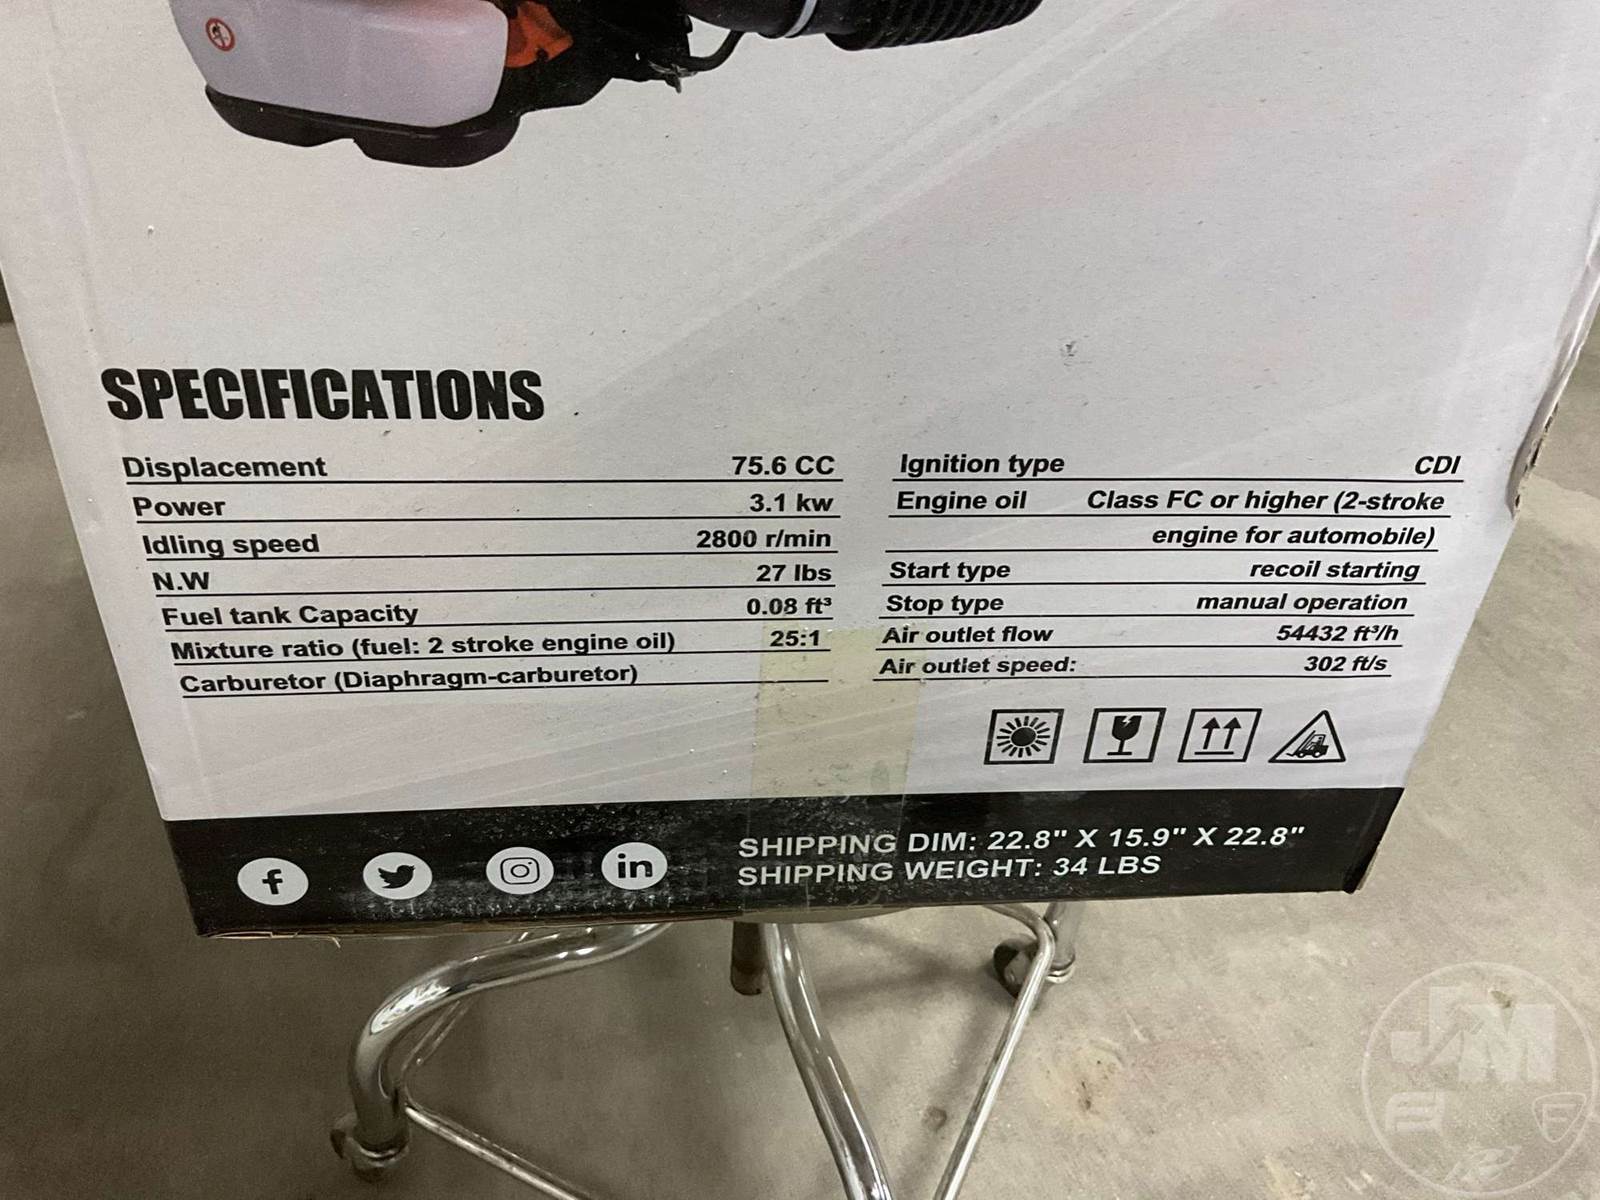 SPECIFICATIONS
Displacement 75.6 CC
Power 3.1 kw
Idling speed 2800 r/min
N.W 27 lbs
Fuel tank Capacity 0.08 ft³
Mixture ratio (fuel: 2 stroke engine oil) 25:1
Carburetor (Diaphragm-carburetor)
Ignition type CDI
Engine oil Class FC or higher (2-stroke
engine for automobile)
Start type recoil starting
Stop type manual operation
Air outlet flow 54432 ft³/h
Air outlet speed: 302 ft/s
SHIPPING DIM: 22.8" X 15.9" X 22.8"
SHIPPING WEIGHT: 34 LBS
f in
JM